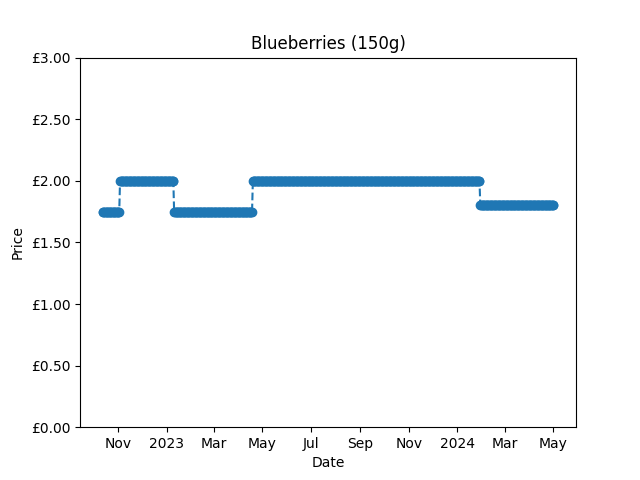 Blueberries (150g)
£3.00
£2.50
£2.00
£1.50
£1.00
£0.50
£0.00
Price
Nov 2023 Mar May Jul Sep Nov 2024 Mar May
Date